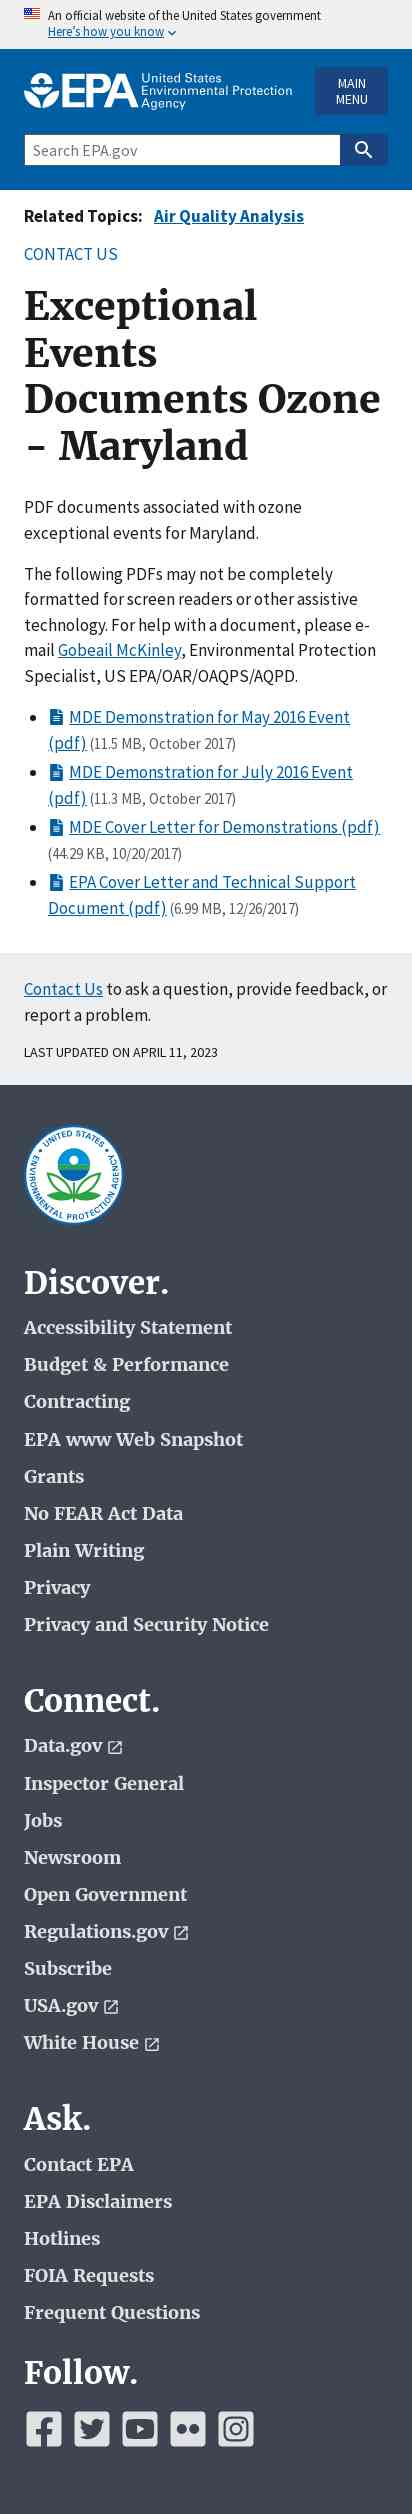 An official website of the United States government
Here's how you know
EPA United States
Environmental Protection
Agency
MAIN
MENU
Search EPA.gov
Related Topics: Air Quality Analysis
CONTACT US
Exceptional
Events
Documents Ozone
- Maryland
PDF documents associated with ozone
exceptional events for Maryland.
The following PDFs may not be completely
formatted for screen readers or other assistive
technology. For help with a document, please e-
mail Gobeail McKinley, Environmental Protection
Specialist, US EPA/OAR/OAQPS/AQPD.
MDE Demonstration for May 2016 Event
(pdf) (11.5 MB, October 2017)
MDE Demonstration for July 2016 Event
(pdf) (11.3 MB, October 2017)
MDE Cover Letter for Demonstrations (pdf)
(44.29 KB, 10/20/2017)
EPA Cover Letter and Technical Support
Document (pdf) (6.99 MB, 12/26/2017)
Contact Us to ask a question, provide feedback, or
report a problem.
LAST UPDATED ON APRIL 11, 2023
UNITED STATES
ENVIRONMENTAL PROTECTION AGENCY
Discover.
Accessibility Statement
Budget & Performance
Contracting
EPA www Web Snapshot
Grants
No FEAR Act Data
Plain Writing
Privacy
Privacy and Security Notice
Connect.
Data.gov
Inspector General
Jobs
Newsroom
Open Government
Regulations.gov
Subscribe
USA.gov
White House
Ask.
Contact EPA
EPA Disclaimers
Hotlines
FOIA Requests
Frequent Questions
Follow.